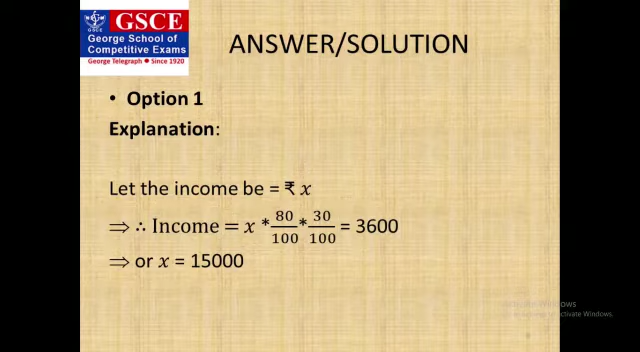 GSCE
GSCE
George School of
Competitive Exams
George Telegraph • Since 1920
ANSWER/SOLUTION
• Option 1
Explanation:
Let the income be = ₹ x
⟹ ∴ Income = x * 80/100 * 30/100 = 3600
⟹ or x = 15000